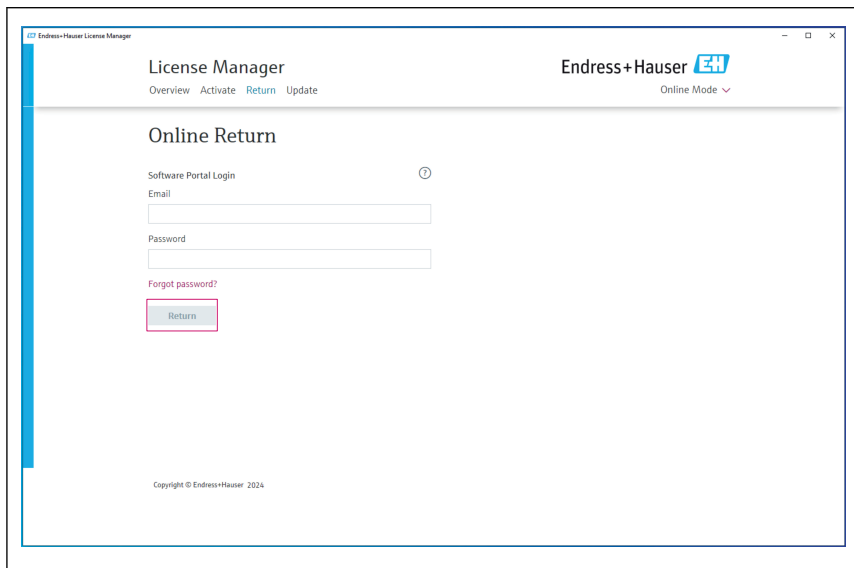 Endress+Hauser License Manager
License Manager
Endress+Hauser EH
Overview Activate Return Update
Online Mode
Online Return
Software Portal Login ?
Email
Password
Forgot password?
Return
Copyright © Endress+Hauser 2024